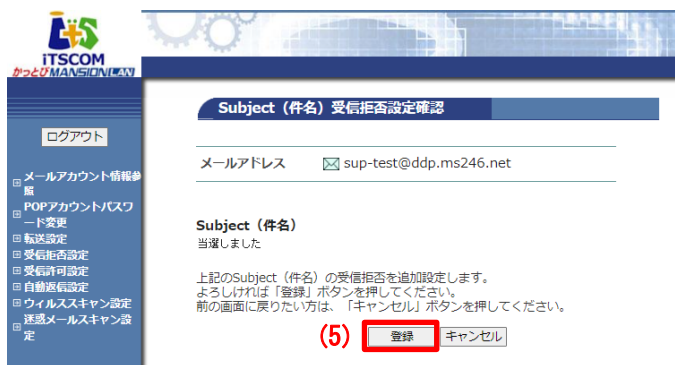 iTSCOM
かっとびMANSIONLAN
ログアウト
メールアカウント情報参
照
POPアカウントパスワ
ード変更
転送設定
受信拒否設定
受信許可設定
自動返信設定
ウィルススキャン設定
迷惑メールスキャン設
定
Subject（件名）受信拒否設定確認
メールアドレス sup-test@ddp.ms246.net
Subject（件名）
当選しました
上記のSubject（件名）の受信拒否を追加設定します。
よろしければ「登録」ボタンを押してください。
前の画面に戻りたい方は、「キャンセル」ボタンを押してください。
(5) 登録 キャンセル